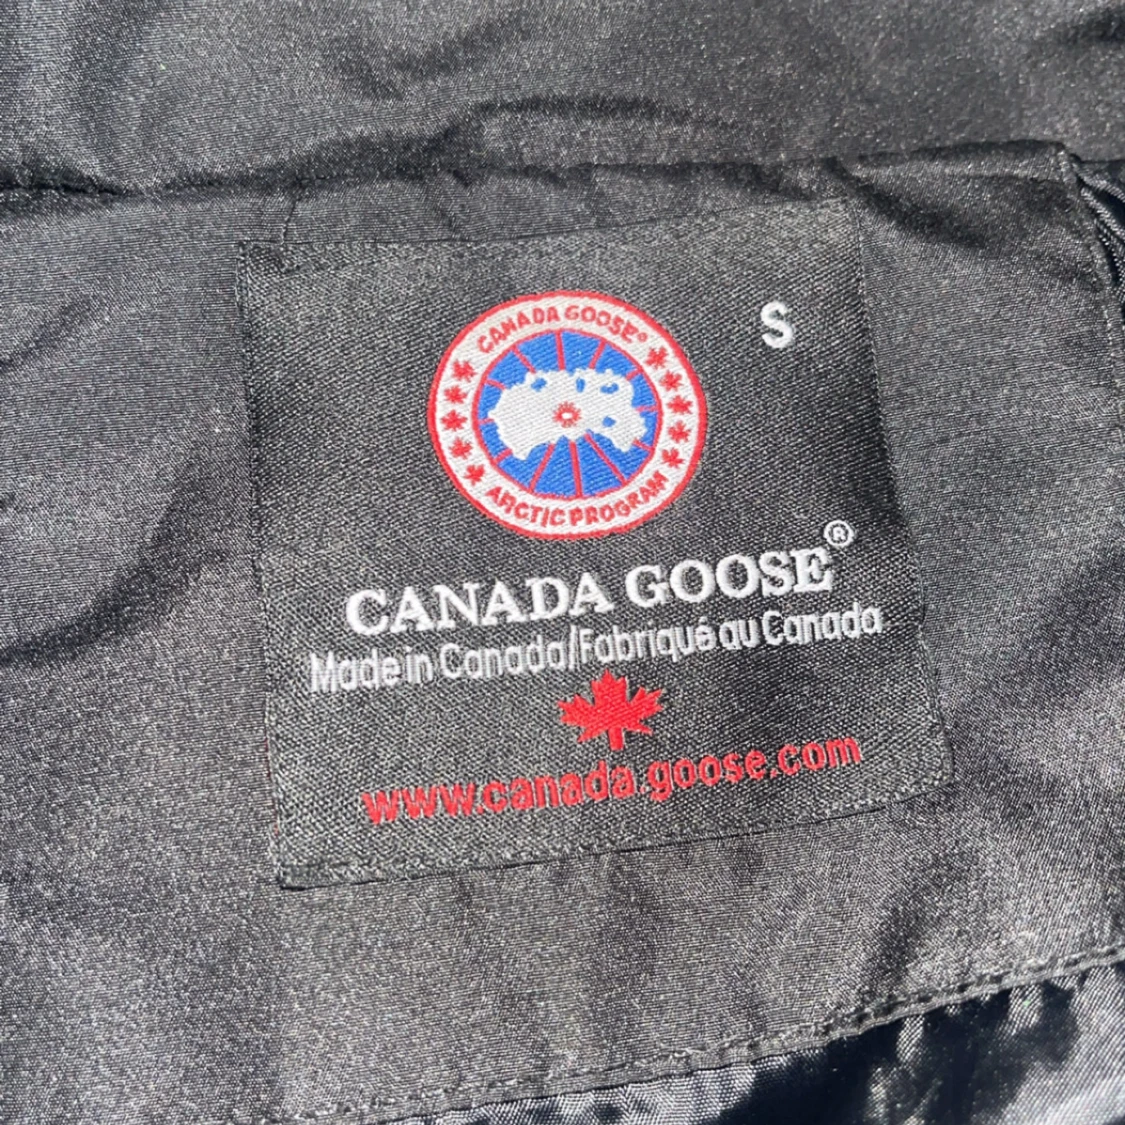 CANADA GOOSE®
ARCTIC PROGRAM
S
CANADA GOOSE®
Made in Canada/Fabriqué au Canada
www.canada.goose.com